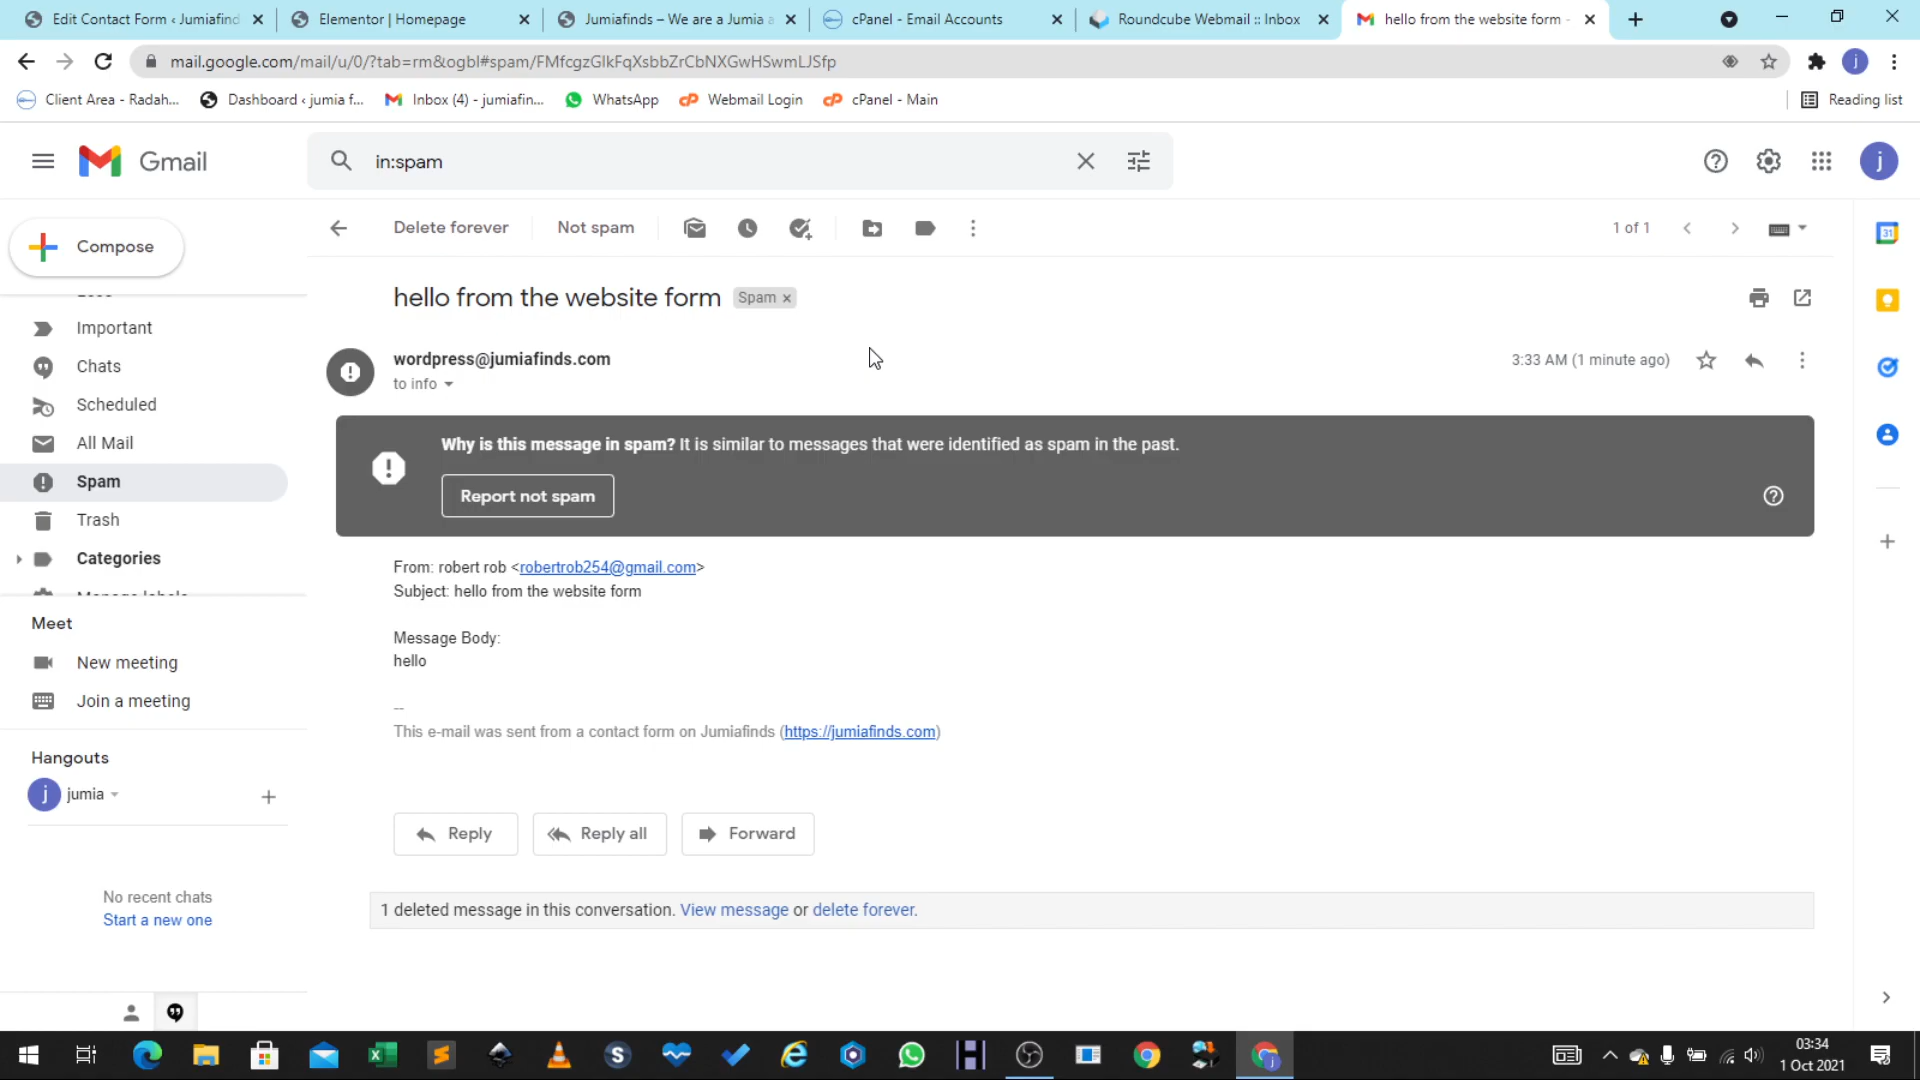 Edit Contact Form ‹ Jumiafind
Elementor | Homepage
Jumiafinds – We are a Jumia a
cPanel - Email Accounts
Roundcube Webmail :: Inbox
hello from the website form -
mail.google.com/mail/u/0/?tab=rm&ogbl#spam/FMfcgzGlkFqXsbbZrCbNXGwHSwmLJSfp
j
Client Area - Radah...
Dashboard ‹ jumia f...
Inbox (4) - jumiafin...
WhatsApp
Webmail Login
cPanel - Main
Reading list
Gmail
in:spam
j
Compose
Delete forever
Not spam
1 of 1
31
hello from the website form
Spam ×
Important
Chats
Scheduled
All Mail
Spam
Trash
Categories
Manage labels
wordpress@jumiafinds.com
3:33 AM (1 minute ago)
to info
Why is this message in spam? It is similar to messages that were identified as spam in the past.
Report not spam
From: robert rob <robertrob254@gmail.com>
Subject: hello from the website form
Message Body:
hello
--
This e-mail was sent from a contact form on Jumiafinds (https://jumiafinds.com)
Meet
New meeting
Join a meeting
Hangouts
j
jumia
No recent chats
Start a new one
Reply
Reply all
Forward
1 deleted message in this conversation. View message or delete forever.
03:34
1 Oct 2021